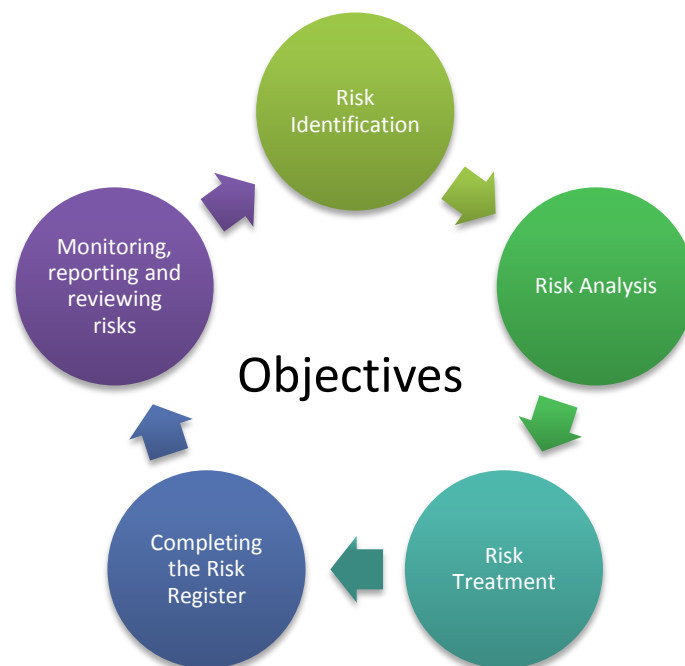 Risk
Identification
Risk Analysis
Risk
Treatment
Completing
the Risk
Register
Monitoring,
reporting and
reviewing
risks
Objectives